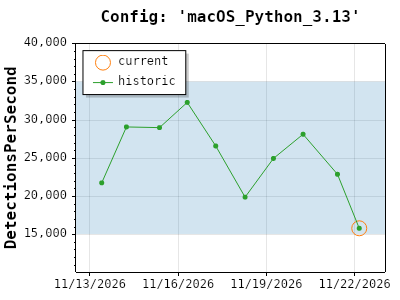 Config: 'macOS_Python_3.13'
DetectionsPerSecond
40,000
35,000
30,000
25,000
20,000
15,000
current
historic
11/13/2026 11/16/2026 11/19/2026 11/22/2026